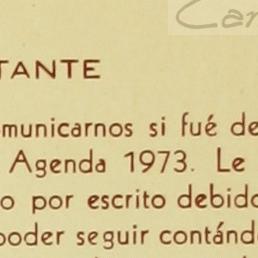 Car
TANTE
municarnos si fué de
Agenda 1973. Le
o por escrito debido
poder seguir contánd